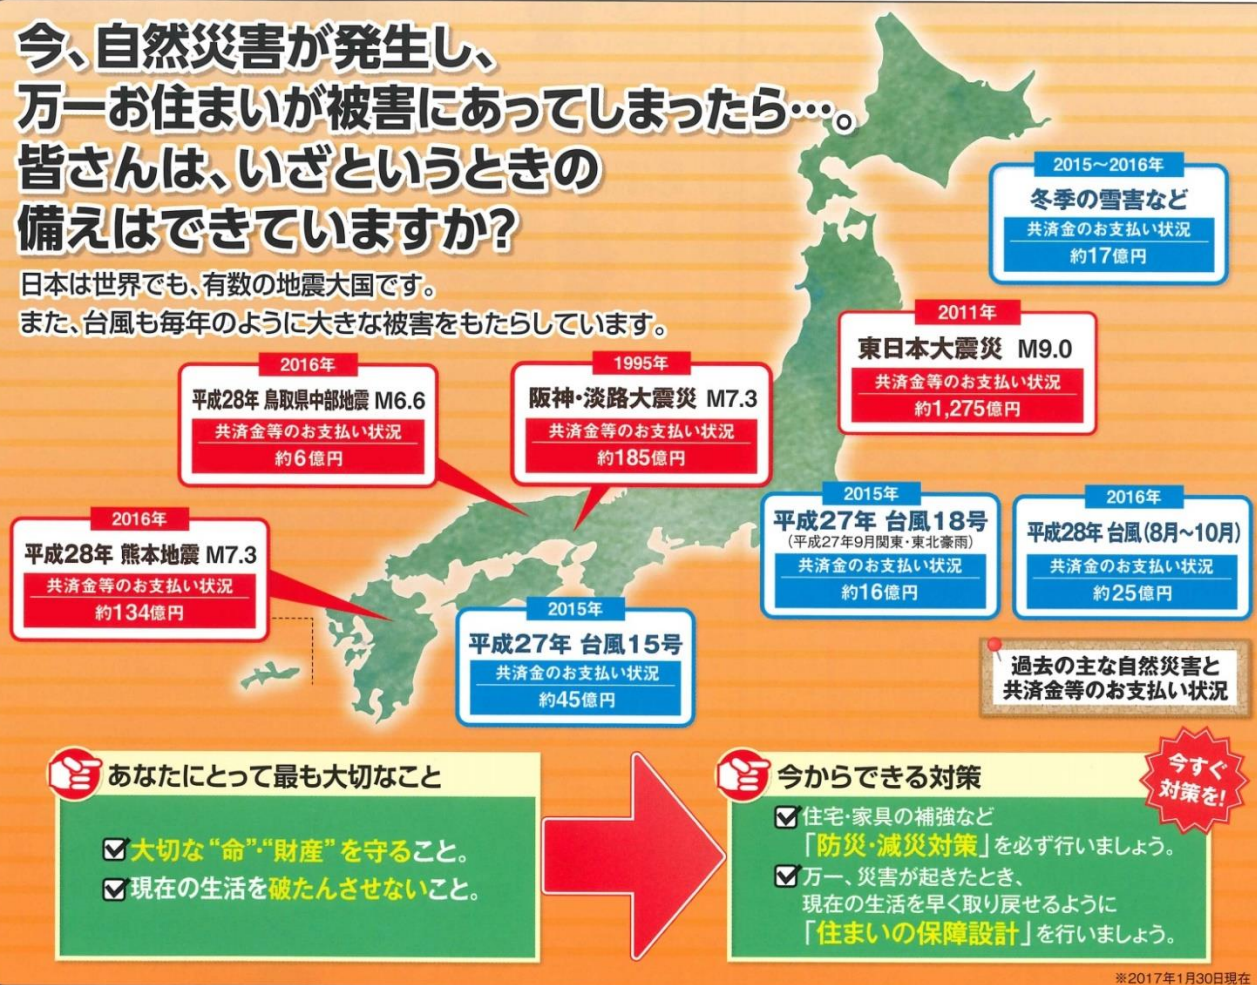 今、自然災害が発生し、
万一お住まいが被害にあってしまったら…。
皆さんは、いざというときの
備えはできていますか?
日本は世界でも、有数の地震大国です。
また、台風も毎年のように大きな被害をもたらしています。
2015〜2016年
冬季の雪害など
共済金のお支払い状況
約17億円
2011年
東日本大震災 M9.0
共済金等のお支払い状況
約1,275億円
2016年
平成28年 鳥取県中部地震 M6.6
共済金等のお支払い状況
約6億円
1995年
阪神・淡路大震災 M7.3
共済金等のお支払い状況
約185億円
2016年
平成28年 熊本地震 M7.3
共済金等のお支払い状況
約134億円
2015年
平成27年 台風18号
(平成27年9月関東・東北豪雨)
共済金のお支払い状況
約16億円
2016年
平成28年 台風(8月〜10月)
共済金のお支払い状況
約25億円
2015年
平成27年 台風15号
共済金のお支払い状況
約45億円
過去の主な自然災害と
共済金等のお支払い状況
あなたにとって最も大切なこと
大切な“命”・“財産”を守ること。
現在の生活を破たんさせないこと。
今からできる対策
今すぐ
対策を!
住宅・家具の補強など
「防災・減災対策」を必ず行いましょう。
万一、災害が起きたとき、
現在の生活を早く取り戻せるように
「住まいの保障設計」を行いましょう。
※2017年1月30日現在